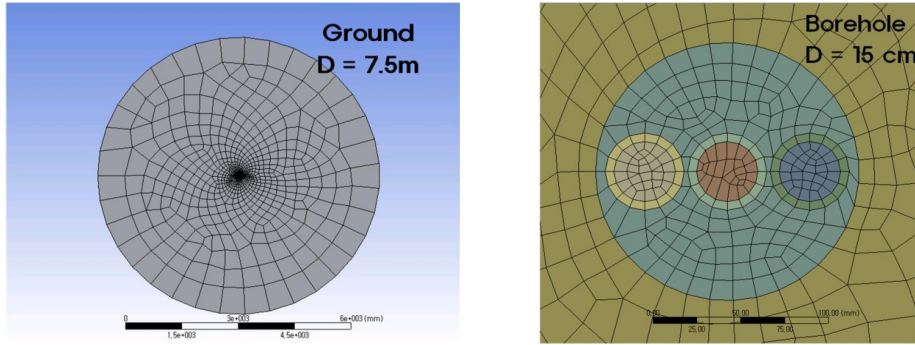 Ground
D = 7.5m
0
3e+003
6e+003 (mm)
1.5e+003
4.5e+003
Borehole
D = 15 cm
0.00
50.00
100.00 (mm)
25.00
75.00